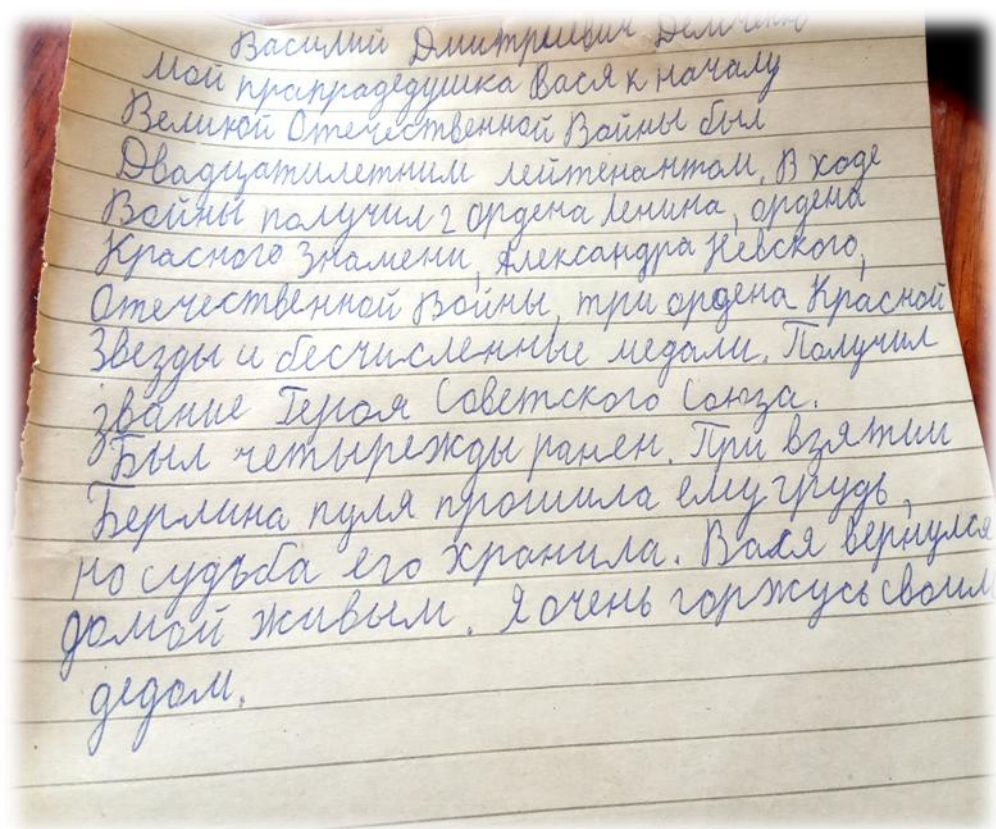 Василий Дмитриевич
Мой прапрадедушка Вася к началу
Великой Отечественной Войны был
Двадцатилетним лейтенантом. В ходе
Войны получил 2 ордена Ленина, ордена
Красного Знамени, Александра Невского,
Отечественной Войны, три ордена Красной
Звезды и бесчисленные медали. Получил
звание Героя Советского Союза.
Был четырежды ранен. При взятии
Берлина пуля прошила ему грудь,
но судьба его хранила. Вася вернулся
домой живым. Я очень горжусь своим
дедом.